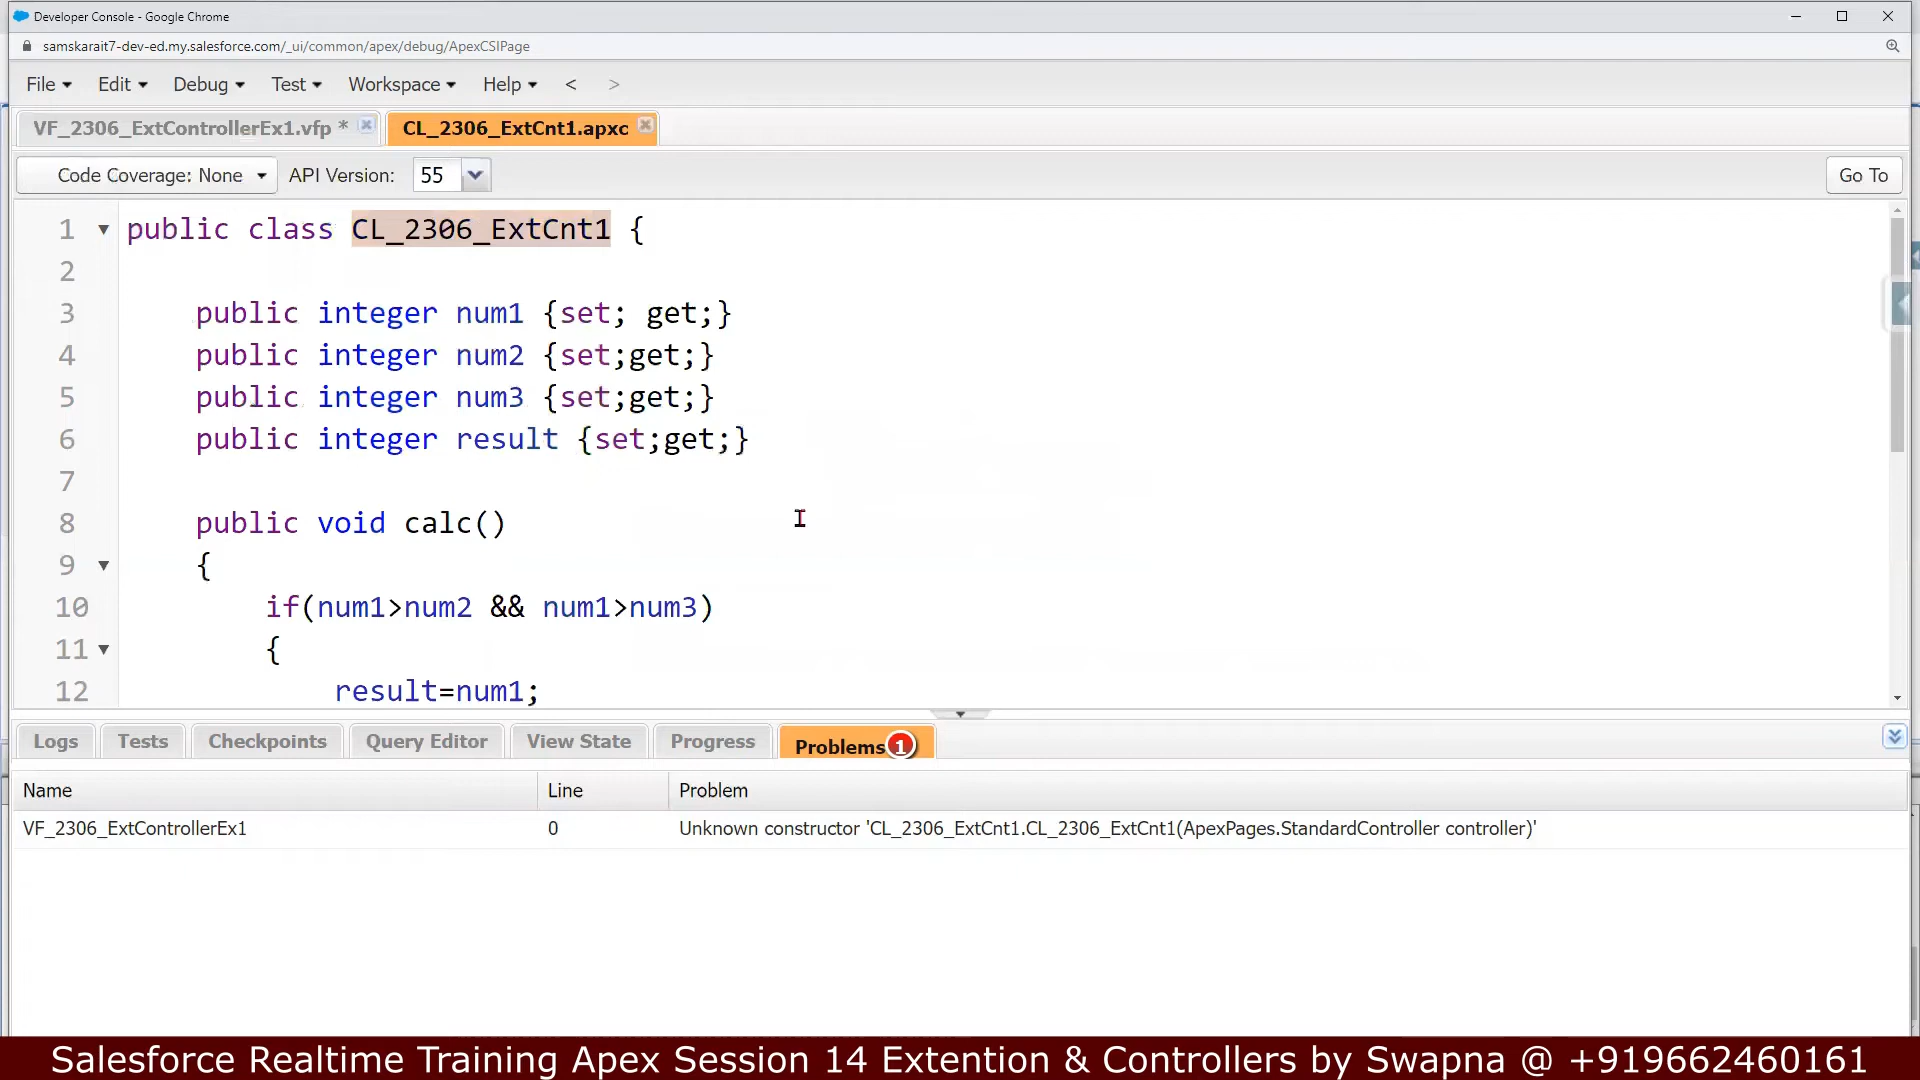 Developer Console - Google Chrome
samskarait7-dev-ed.my.salesforce.com/_ui/common/apex/debug/ApexCSIPage
File Edit Debug Test Workspace Help < >
VF_2306_ExtControllerEx1.vfp * CL_2306_ExtCnt1.apxc
Code Coverage: None API Version: 55 Go To
1 public class CL_2306_ExtCnt1 {
2
3 public integer num1 {set; get;}
4 public integer num2 {set;get;}
5 public integer num3 {set;get;}
6 public integer result {set;get;}
7
8 public void calc()
9 {
10 if(num1>num2 && num1>num3)
11 {
12 result=num1;
Logs Tests Checkpoints Query Editor View State Progress Problems 1
Name Line Problem
VF_2306_ExtControllerEx1 0 Unknown constructor 'CL_2306_ExtCnt1.CL_2306_ExtCnt1(ApexPages.StandardController controller)'
Salesforce Realtime Training Apex Session 14 Extention & Controllers by Swapna @ +919662460161